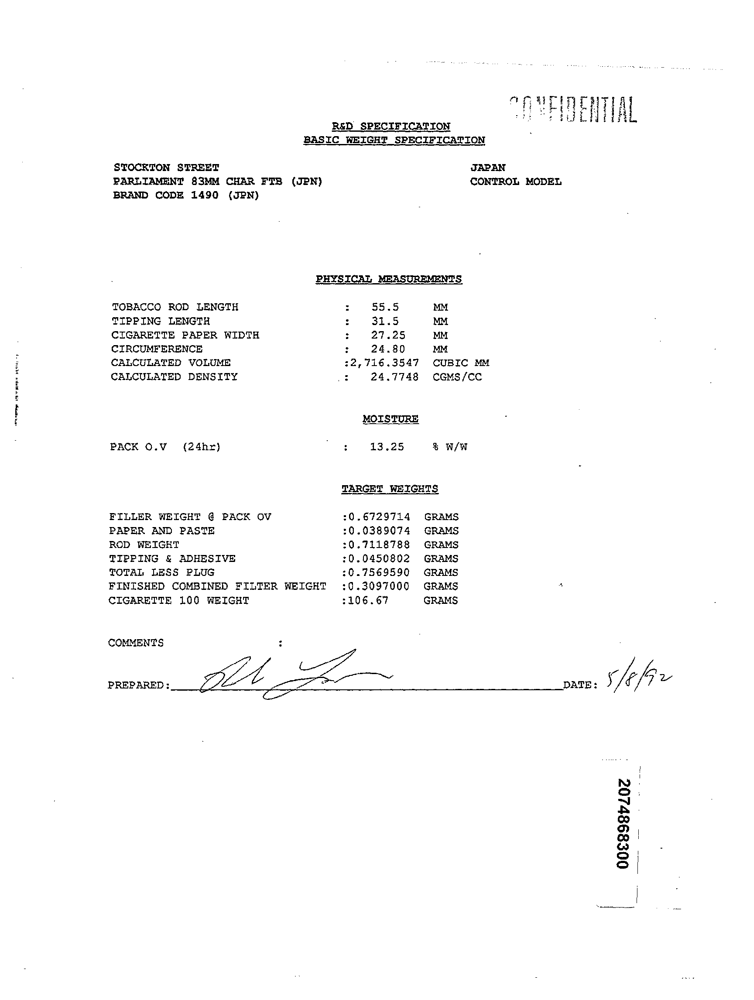 CONFIDENTIAL
R&D SPECIFICATION
BASIC WEIGHT SPECIFICATION
STOCKTON STREET JAPAN
PARLIAMENT 83MM CHAR FTB (JPN) CONTROL MODEL
BRAND CODE 1490 (JPN)
PHYSICAL MEASUREMENTS
TOBACCO ROD LENGTH : 55.5 MM
TIPPING LENGTH : 31.5 MM
CIGARETTE PAPER WIDTH : 27.25 MM
CIRCUMFERENCE : 24.80 MM
CALCULATED VOLUME :2,716.3547 CUBIC MM
CALCULATED DENSITY : 24.7748 CGMS/CC
MOISTURE
PACK O.V (24hr) : 13.25 % W/W
TARGET WEIGHTS
FILLER WEIGHT @ PACK OV :0.6729714 GRAMS
PAPER AND PASTE :0.0389074 GRAMS
ROD WEIGHT :0.7118788 GRAMS
TIPPING & ADHESIVE :0.0450802 GRAMS
TOTAL LESS PLUG :0.7569590 GRAMS
FINISHED COMBINED FILTER WEIGHT :0.3097000 GRAMS
CIGARETTE 100 WEIGHT :106.67 GRAMS
COMMENTS :
PREPARED: DATE: 5/8/92
2074868300